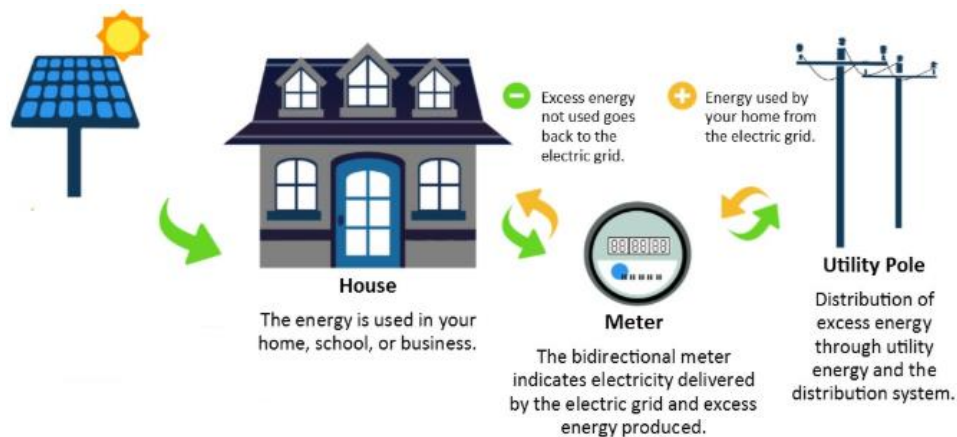 Excess energy
not used goes
back to the
electric grid.
Energy used by
your home from
the electric grid.
House
The energy is used in your
home, school, or business.
88 88 88
Meter
The bidirectional meter
indicates electricity delivered
by the electric grid and excess
energy produced.
Utility Pole
Distribution of
excess energy
through utility
energy and the
distribution system.